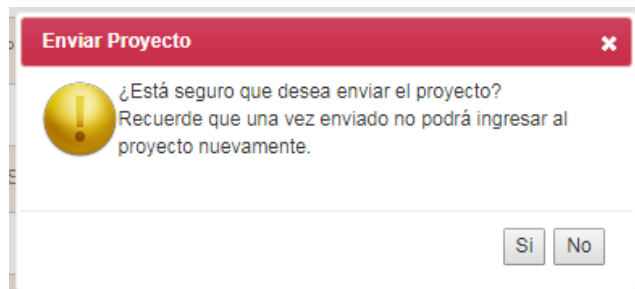 Enviar Proyecto
¿Está seguro que desea enviar el proyecto?
Recuerde que una vez enviado no podrá ingresar al
proyecto nuevamente.
Si No